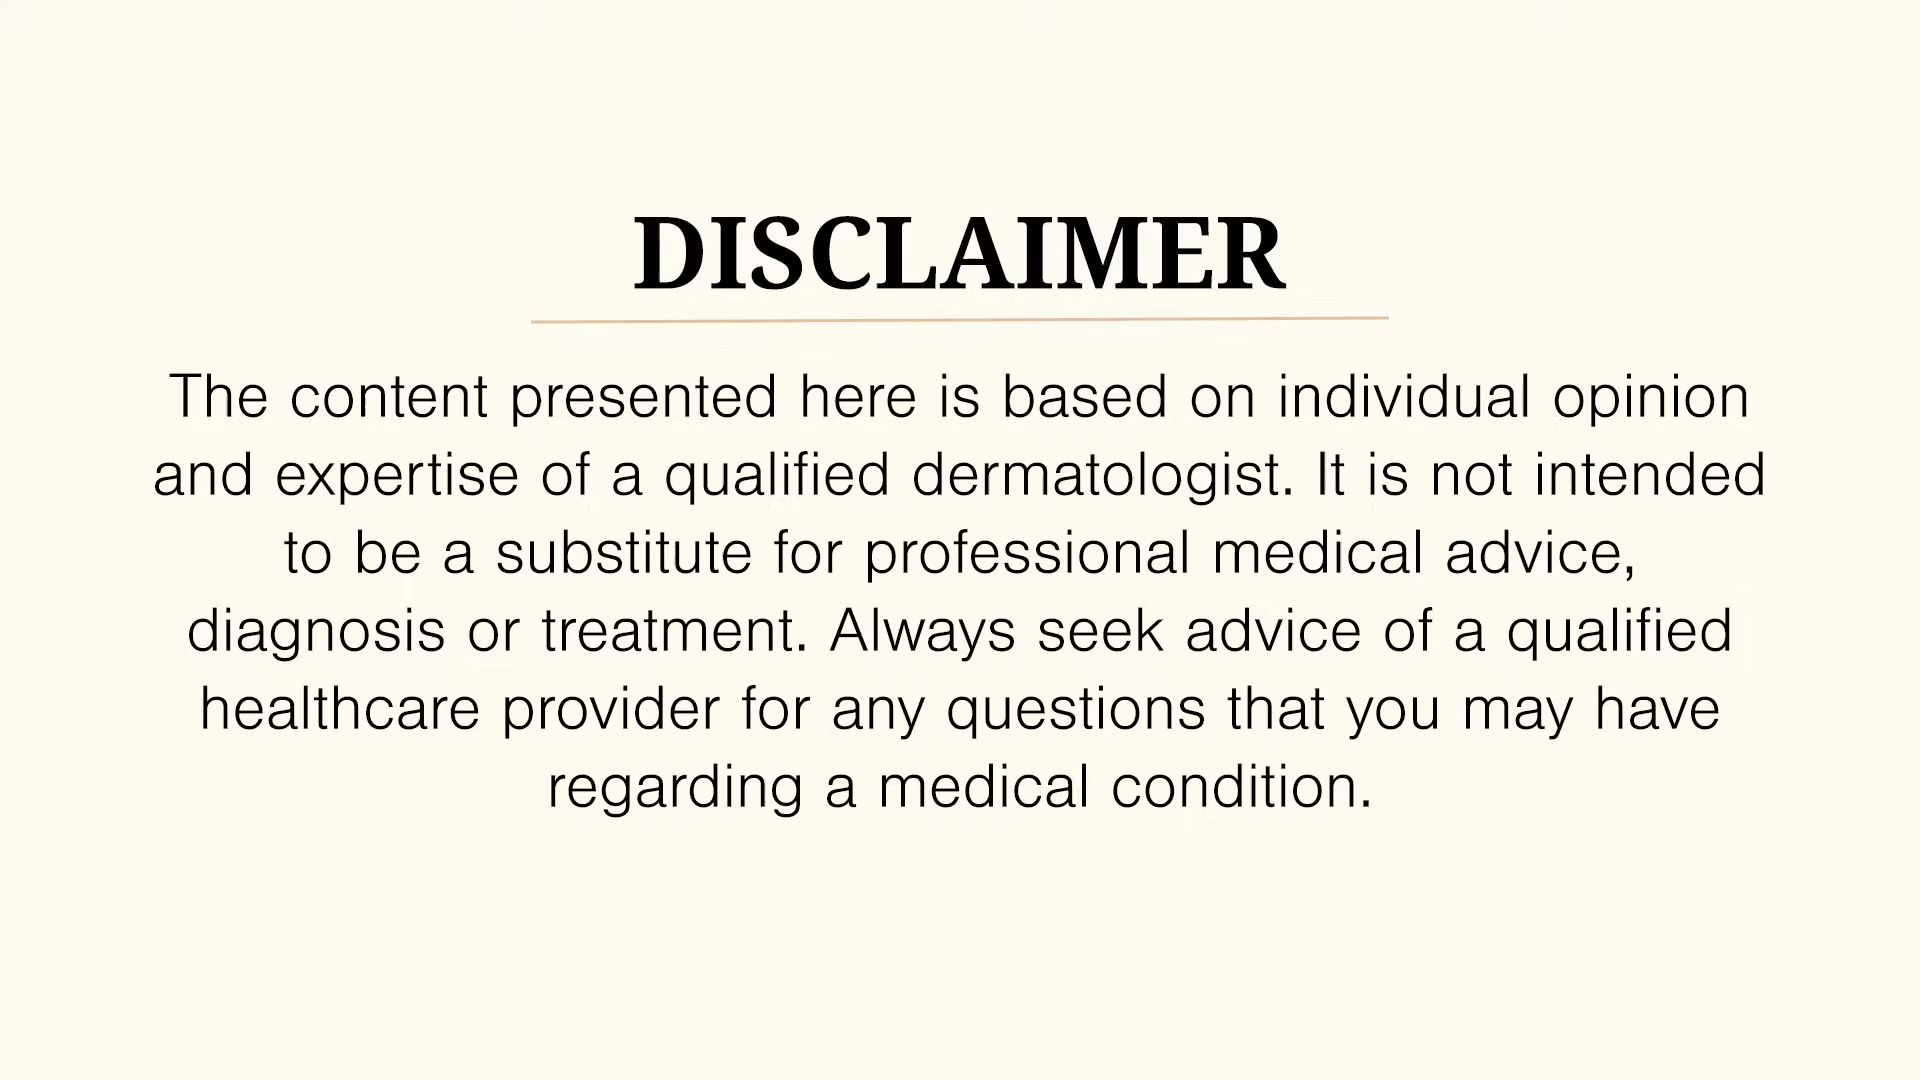 DISCLAIMER
The content presented here is based on individual opinion
and expertise of a qualified dermatologist. It is not intended
to be a substitute for professional medical advice,
diagnosis or treatment. Always seek advice of a qualified
healthcare provider for any questions that you may have
regarding a medical condition.